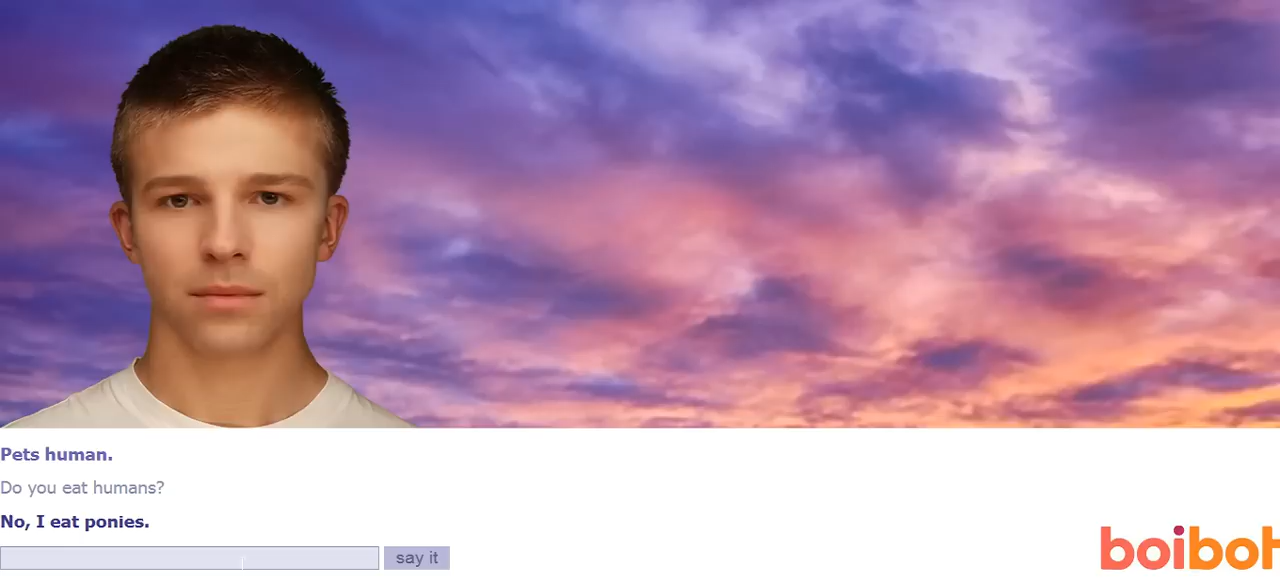 Pets human.
Do you eat humans?
No, I eat ponies.
say it
boibot